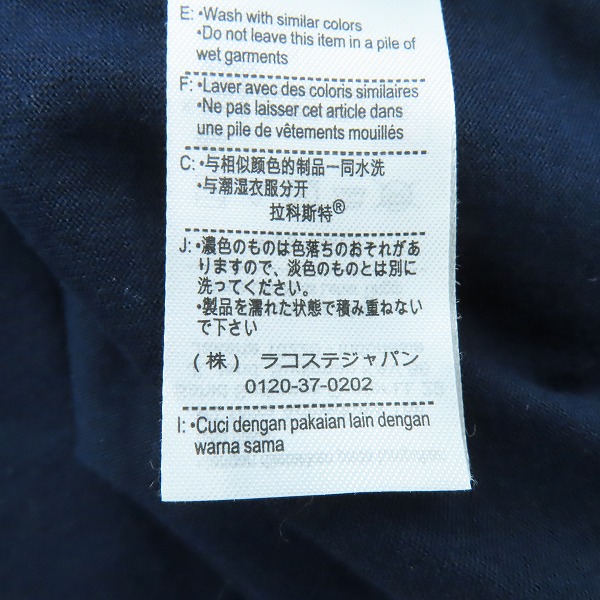 E: •Wash with similar colors
•Do not leave this item in a pile of
wet garments
F: •Laver avec des coloris similaires
•Ne pas laisser cet article dans
une pile de vêtements mouillés
C: •与相似颜色的制品一同水洗
•与潮湿衣服分开
拉科斯特®
J: •濃色のものは色落ちのおそれがあ
りますので、淡色のものとは別に
洗ってください。
•製品を濡れた状態で積み重ねない
で下さい
(株) ラコステジャパン
0120-37-0202
I: •Cuci dengan pakaian lain dengan
warna sama